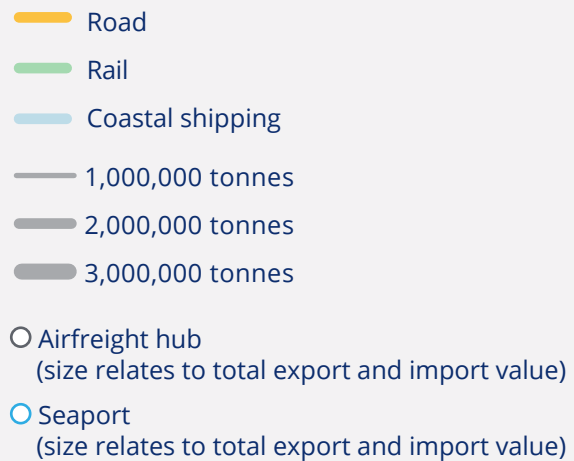 Road
Rail
Coastal shipping
1,000,000 tonnes
2,000,000 tonnes
3,000,000 tonnes
Airfreight hub
(size relates to total export and import value)
Seaport
(size relates to total export and import value)